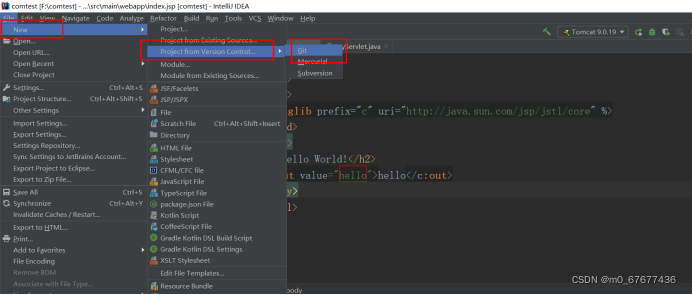 comtest [F:\comtest] - ...\src\main\webapp\index.jsp [comtest] - IntelliJ IDEA
File Edit View Navigate Code Analyze Refactor Build Run Tools VCS Window Help
New
Open...
Open URL...
Open Recent
Close Project
Settings... Ctrl+Alt+S
Project Structure... Ctrl+Alt+Shift+S
Other Settings
Import Settings...
Export Settings...
Settings Repository...
Sync Settings to JetBrains Account...
Export Project to Eclipse...
Export to Zip File...
Save All Ctrl+S
Synchronize Ctrl+Alt+Y
Invalidate Caches / Restart...
Export to HTML...
Print...
Add to Favorites
File Encoding
Remove BOM
Associate with File Type...
Project...
Project from Existing Sources...
Project from Version Control...
Module...
Module from Existing Sources...
JSF/Facelets
JSP/JSPX
File
Scratch File Ctrl+Alt+Shift+Insert
Directory
HTML File
Stylesheet
CFML/CFC file
JavaScript File
TypeScript File
package.json File
Kotlin Script
CoffeeScript File
Gradle Kotlin DSL Build Script
Gradle Kotlin DSL Settings
XSLT Stylesheet
Edit File Templates...
Resource Bundle
Git
Mercurial
Subversion
Servlet.java
Tomcat 9.0.19
glib prefix="c" uri="http://java.sun.com/jsp/jstl/core" %>
d>
>
ello World!</h2>
ut value="hello">hello</c:out>
y>
l>
body
CSDN @m0_67677436